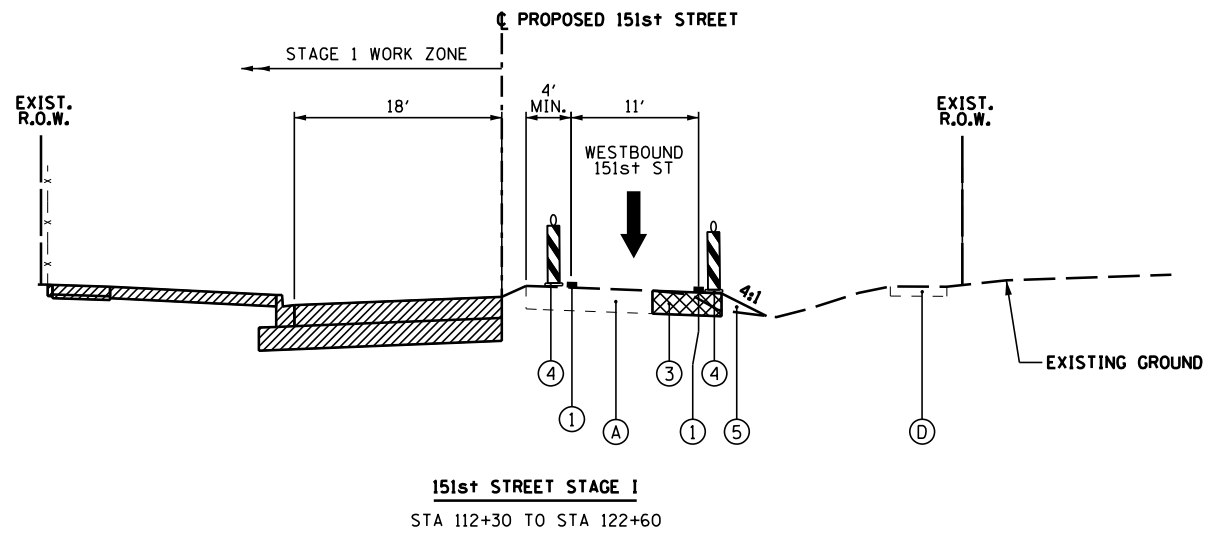 ℄ PROPOSED 151st STREET
STAGE 1 WORK ZONE
4'
MIN.
18'
11'
EXIST.
R.O.W.
EXIST.
R.O.W.
WESTBOUND
151st ST
4:1
4
3
4
EXISTING GROUND
1
A
1
5
D
151st STREET STAGE I
STA 112+30 TO STA 122+60